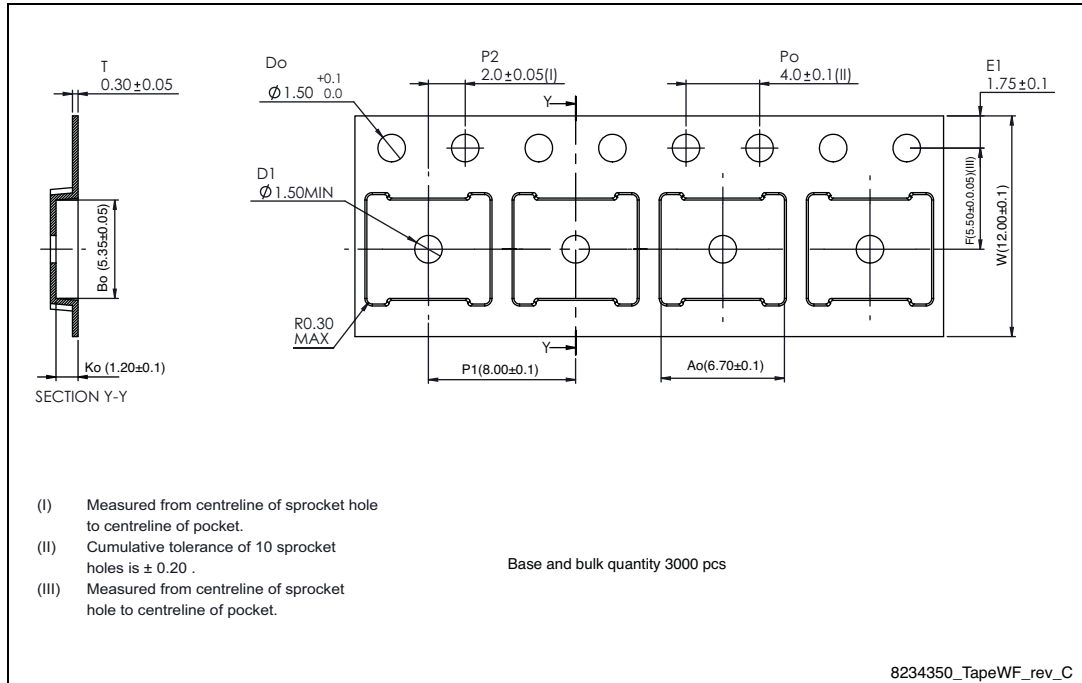 T
0.30±0.05
Do
Ø1.50 +0.1 0.0
P2
2.0±0.05(I)
Po
4.0±0.1(II)
E1
1.75±0.1
Y
D1
Ø1.50MIN
Bo (5.35±0.05)
F(5.50±0.0.05)(III)
W(12.00±0.1)
R0.30
MAX
Y
Ko (1.20±0.1)
P1(8.00±0.1)
Ao(6.70±0.1)
SECTION Y-Y
(I) Measured from centreline of sprocket hole
to centreline of pocket.
(II) Cumulative tolerance of 10 sprocket
holes is ± 0.20 .
(III) Measured from centreline of sprocket
hole to centreline of pocket.
Base and bulk quantity 3000 pcs
8234350_TapeWF_rev_C